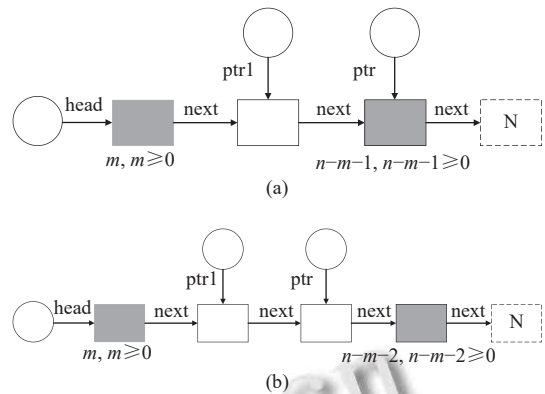 ptr1 ptr
head next next next N
m, m≥0 n−m−1, n−m−1≥0
(a)
ptr1 ptr
head next next next next N
m, m≥0 n−m−2, n−m−2≥0
(b)